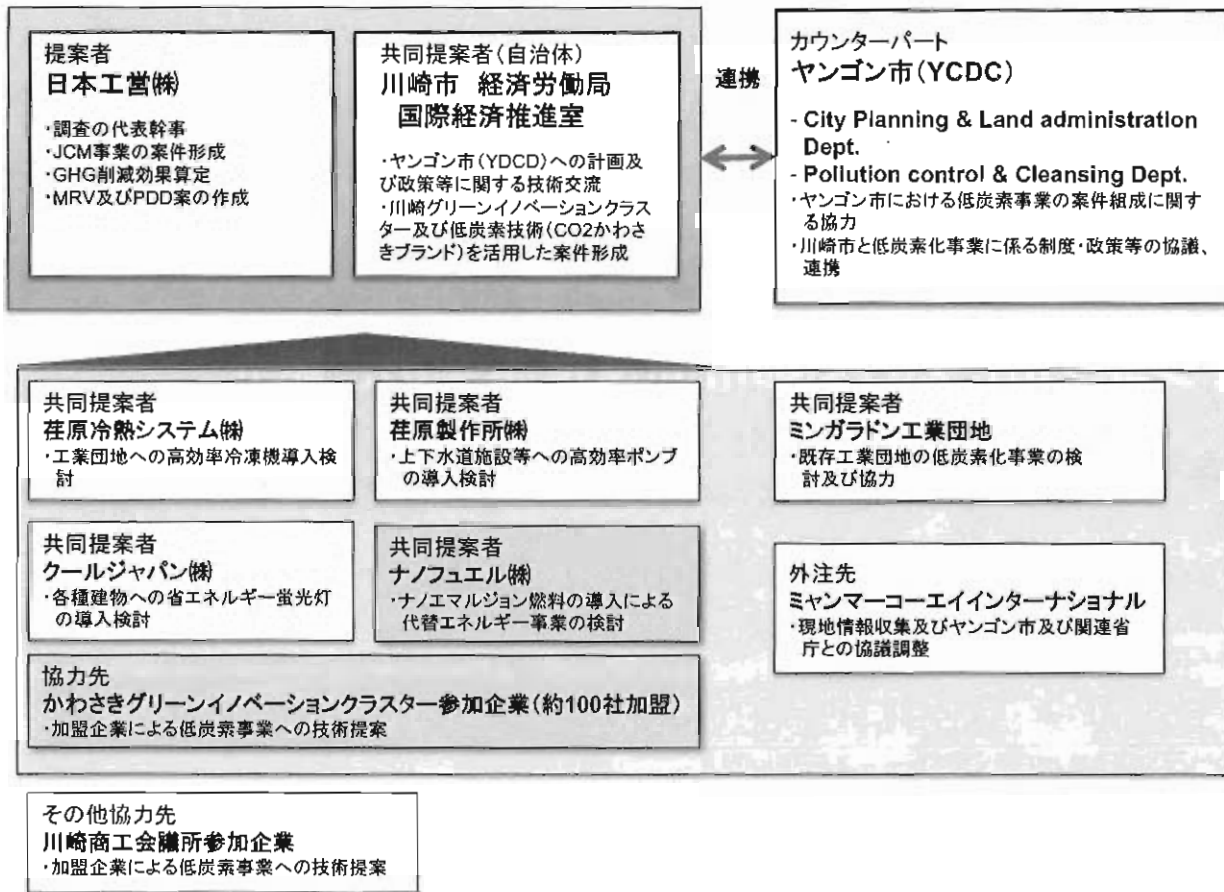 提案者
日本工営㈱
・調査の代表幹事
・JCM事業の案件形成
・GHG削減効果算定
・MRV及びPDD案の作成
共同提案者（自治体）
川崎市　経済労働局
国際経済推進室
・ヤンゴン市（YDCD）への計画及
び政策等に関する技術交流
・川崎グリーンイノベーションクラス
ター及び低炭素技術（CO2かわさ
きブランド）を活用した案件形成
連携
カウンターパート
ヤンゴン市（YCDC）
- City Planning & Land administration
Dept.
- Pollution control & Cleansing Dept.
・ヤンゴン市における低炭素事業の案件組成に関す
る協力
・川崎市と低炭素化事業に係る制度・政策等の協議、
連携
共同提案者
荏原冷熱システム㈱
・工業団地への高効率冷凍機導入検
討
共同提案者
荏原製作所㈱
・上下水道施設等への高効率ポンプ
の導入検討
共同提案者
ミンガラドン工業団地
・既存工業団地の低炭素化事業の検
討及び協力
共同提案者
クールジャパン㈱
・各種建物への省エネルギー蛍光灯
の導入検討
共同提案者
ナノフュエル㈱
・ナノエマルジョン燃料の導入による
代替エネルギー事業の検討
外注先
ミャンマーコーエイインターナショナル
・現地情報収集及びヤンゴン市及び関連省
庁との協議調整
協力先
かわさきグリーンイノベーションクラスター参加企業（約100社加盟）
・加盟企業による低炭素事業への技術提案
その他協力先
川崎商工会議所参加企業
・加盟企業による低炭素事業への技術提案